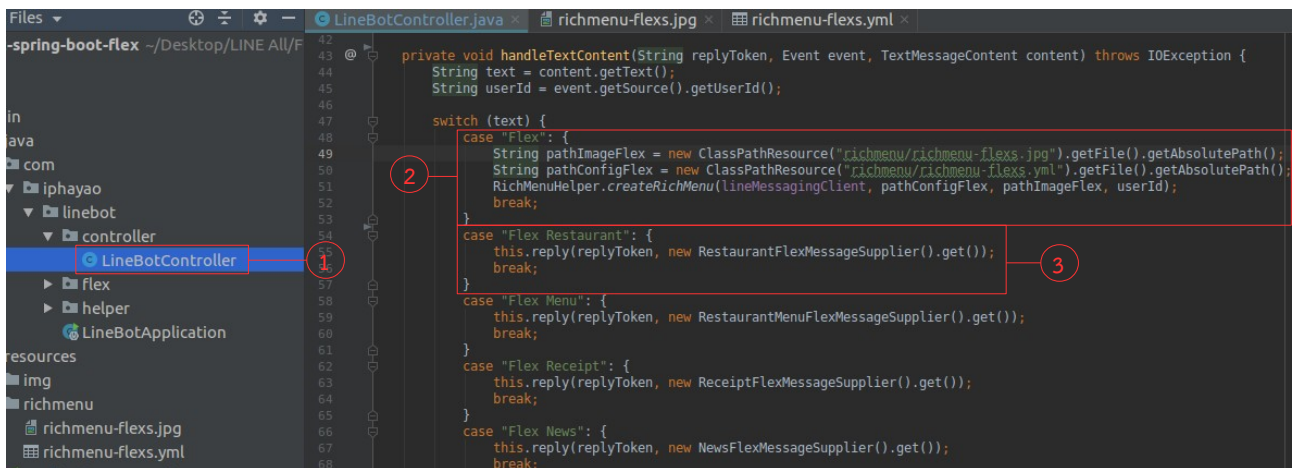 Files
LineBotController.java
richmenu-flexs.jpg
richmenu-flexs.yml
-spring-boot-flex ~/Desktop/LINE All/F
in
java
com
iphayao
linebot
controller
LineBotController
flex
helper
LineBotApplication
resources
img
richmenu
richmenu-flexs.jpg
richmenu-flexs.yml
1
42
43 @ private void handleTextContent(String replyToken, Event event, TextMessageContent content) throws IOException {
44 String text = content.getText();
45 String userId = event.getSource().getUserId();
46
47 switch (text) {
48 case "Flex": {
49 String pathImageFlex = new ClassPathResource("richmenu/richmenu-flexs.jpg").getFile().getAbsolutePath();
50 String pathConfigFlex = new ClassPathResource("richmenu/richmenu-flexs.yml").getFile().getAbsolutePath();
51 RichMenuHelper.createRichMenu(lineMessagingClient, pathConfigFlex, pathImageFlex, userId);
52 break;
53 }
2
54 case "Flex Restaurant": {
55 this.reply(replyToken, new RestaurantFlexMessageSupplier().get());
56 break;
57 }
3
58 case "Flex Menu": {
59 this.reply(replyToken, new RestaurantMenuFlexMessageSupplier().get());
60 break;
61 }
62 case "Flex Receipt": {
63 this.reply(replyToken, new ReceiptFlexMessageSupplier().get());
64 break;
65 }
66 case "Flex News": {
67 this.reply(replyToken, new NewsFlexMessageSupplier().get());
68 break;